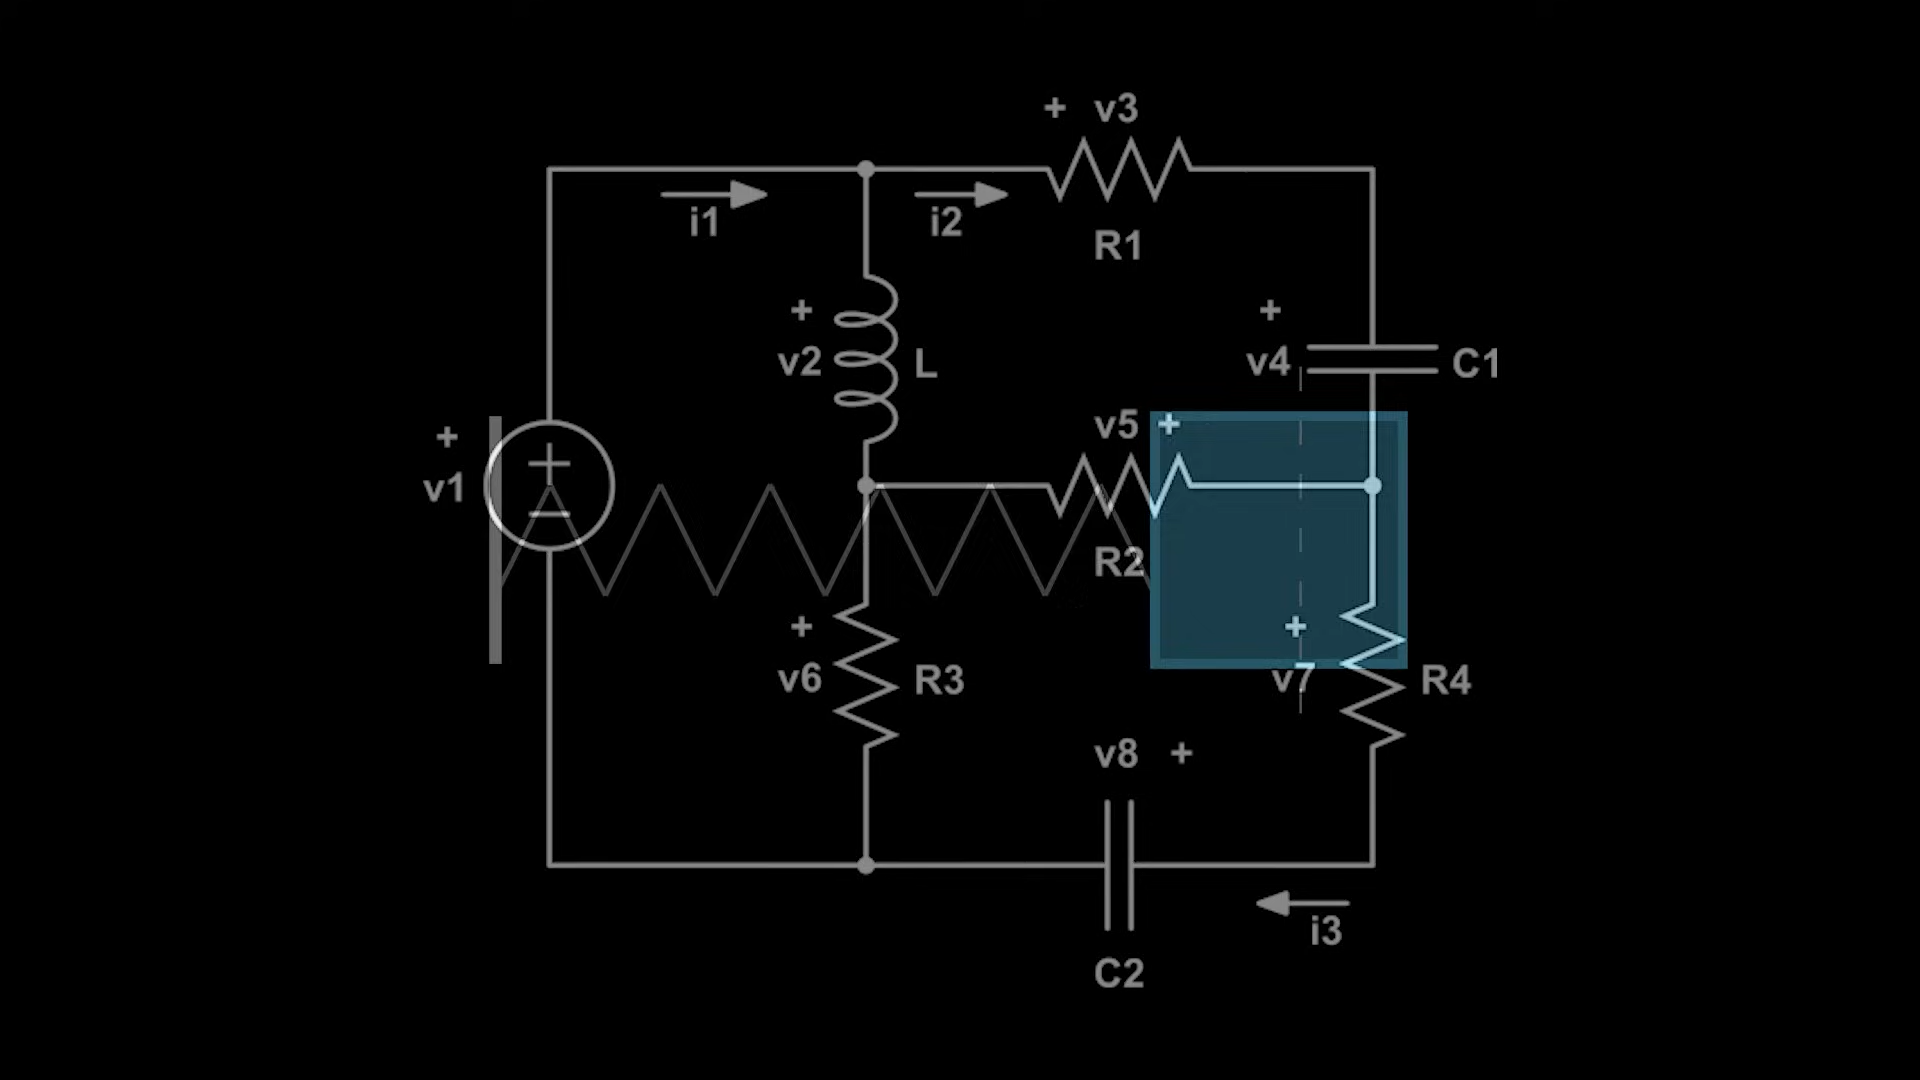 + v3
i1 i2
R1
+ +
v2 L v4 C1
v5 +
+
v1
R2
+ +
v6 R3 v7 R4
v8 +
i3
C2